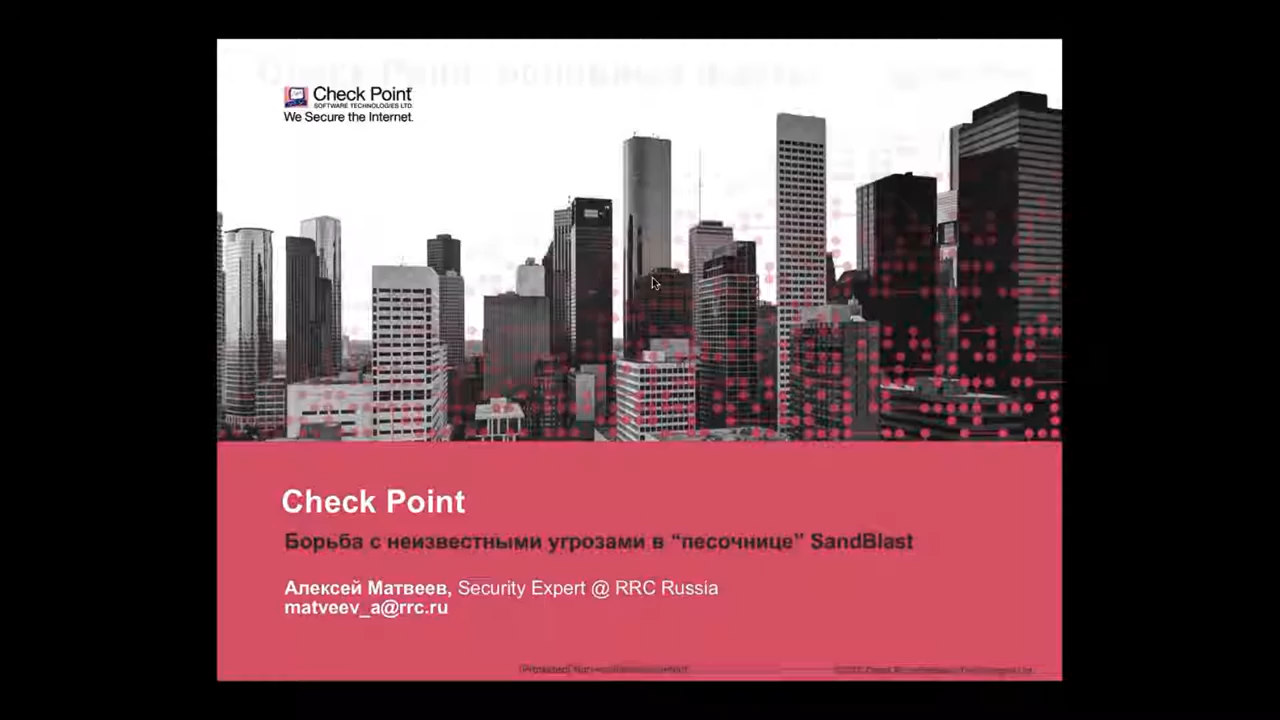 Check Point
SOFTWARE TECHNOLOGIES LTD.
We Secure the Internet.
Check Point
Борьба с неизвестными угрозами в “песочнице” SandBlast
Алексей Матвеев, Security Expert @ RRC Russia
matveev_a@rrc.ru